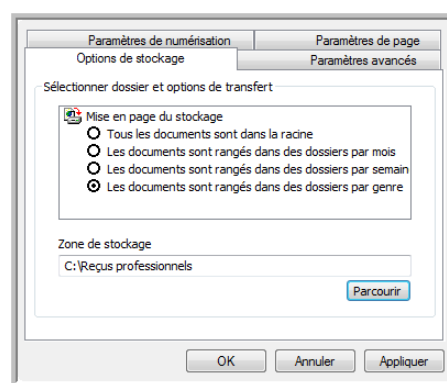 Paramètres de numérisation Paramètres de page
Options de stockage Paramètres avancés
Sélectionner dossier et options de transfert
Mise en page du stockage
Tous les documents sont dans la racine
Les documents sont rangés dans des dossiers par mois
Les documents sont rangés dans des dossiers par semain
Les documents sont rangés dans des dossiers par genre
Zone de stockage
C:\Reçus professionnels
Parcourir
OK Annuler Appliquer